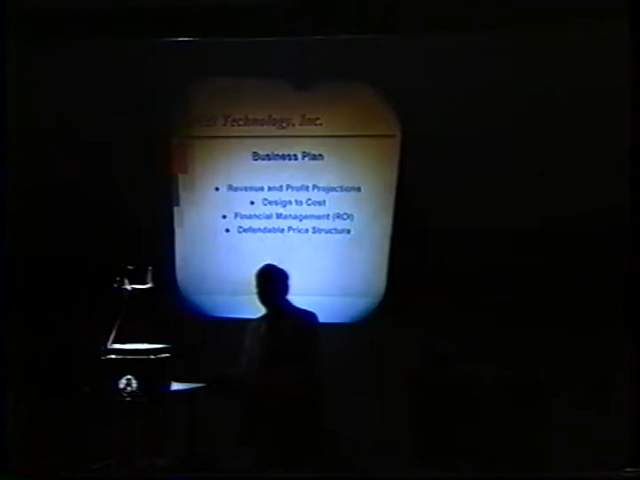 Technology, Inc.
Business Plan
• Revenue and Profit Projections
• Design to Cost
• Financial Management (ROI)
• Defendable Price Structure